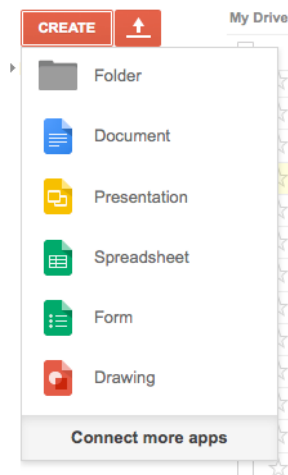 CREATE
My Drive
Folder
Document
Presentation
Spreadsheet
Form
Drawing
Connect more apps